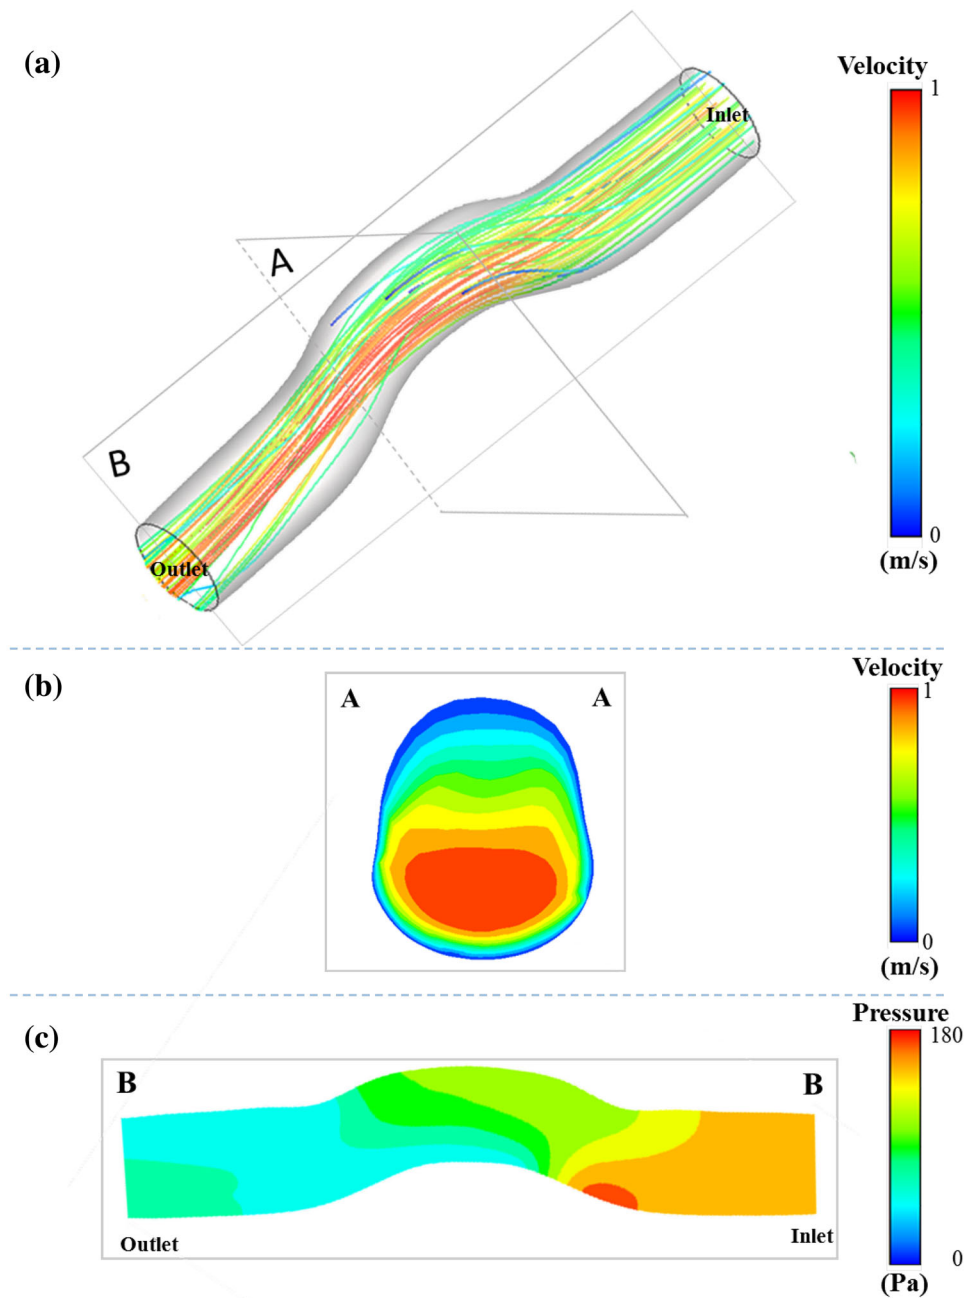 (a)
Velocity
1
Inlet
A
B
Outlet
0
(m/s)
(b)
Velocity
A A
1
0
(m/s)
(c)
Pressure
180
B B
Outlet
Inlet
0
(Pa)